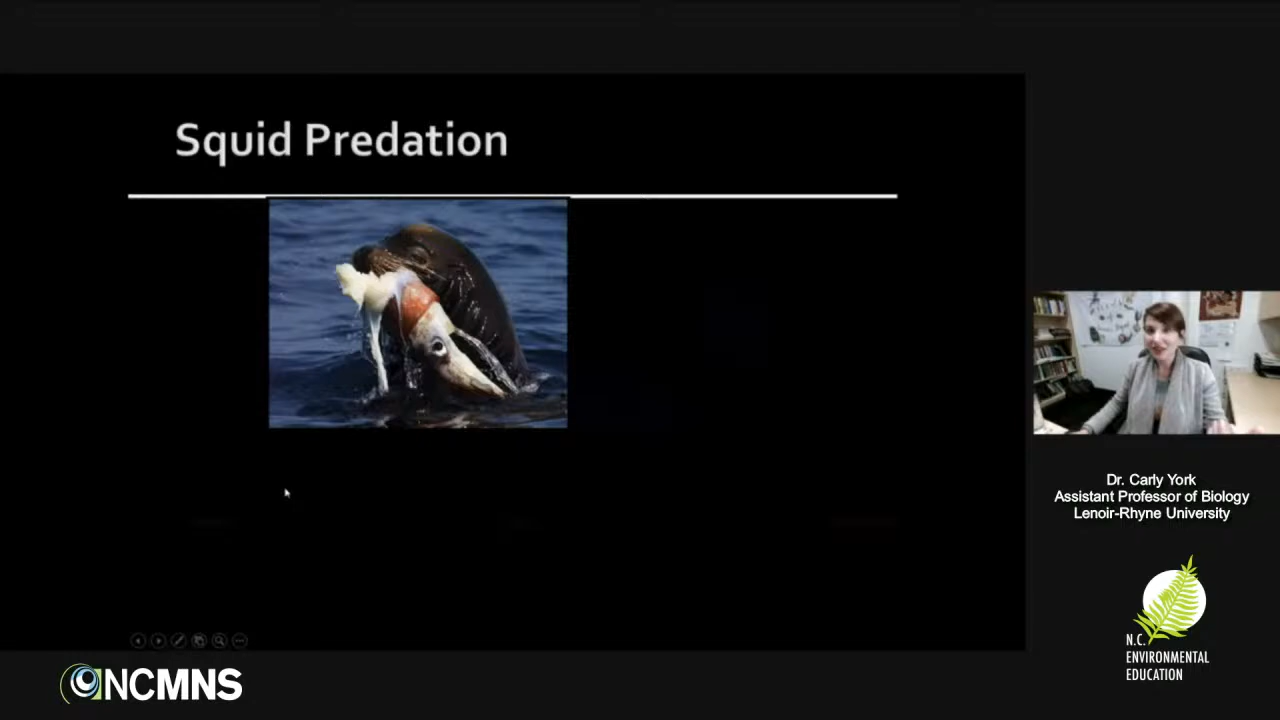 Squid Predation
Dr. Carly York
Assistant Professor of Biology
Lenoir-Rhyne University
N.C.
ENVIRONMENTAL
EDUCATION
NCMNS